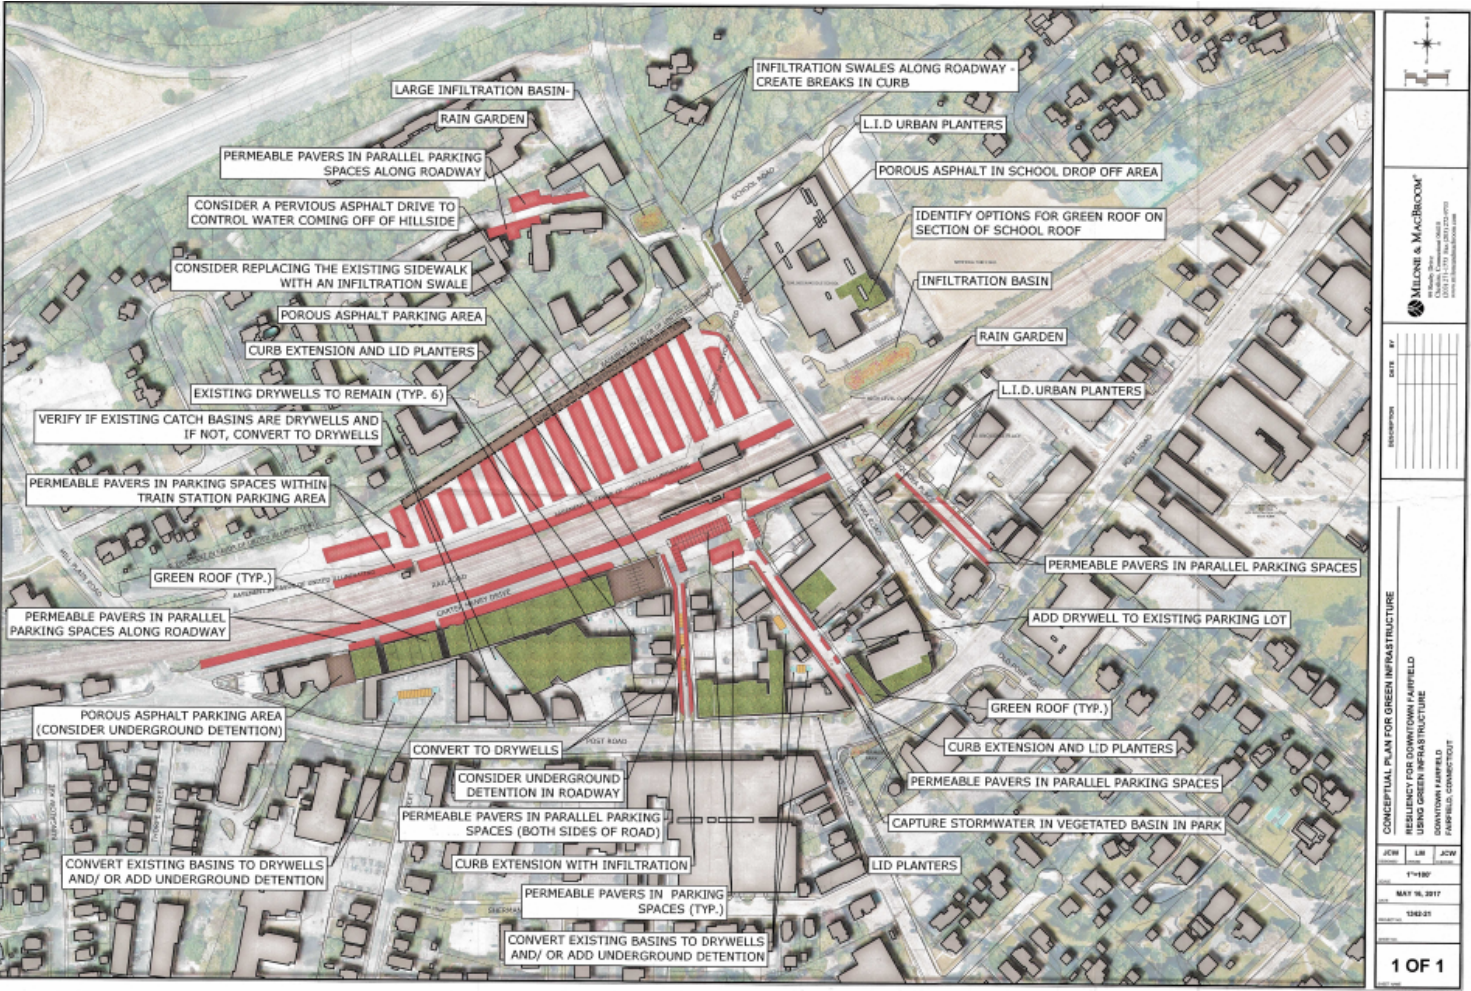 INFILTRATION SWALES ALONG ROADWAY -
CREATE BREAKS IN CURB
LARGE INFILTRATION BASIN-
RAIN GARDEN
L.I.D URBAN PLANTERS
PERMEABLE PAVERS IN PARALLEL PARKING
SPACES ALONG ROADWAY
POROUS ASPHALT IN SCHOOL DROP OFF AREA
SCHOOL ROAD
CONSIDER A PERVIOUS ASPHALT DRIVE TO
CONTROL WATER COMING OFF OF HILLSIDE
IDENTIFY OPTIONS FOR GREEN ROOF ON
SECTION OF SCHOOL ROOF
CONSIDER REPLACING THE EXISTING SIDEWALK
WITH AN INFILTRATION SWALE
INFILTRATION BASIN
POROUS ASPHALT PARKING AREA
RAIN GARDEN
CURB EXTENSION AND LID PLANTERS
EXISTING DRYWELLS TO REMAIN (TYP. 6)
L.I.D.URBAN PLANTERS
VERIFY IF EXISTING CATCH BASINS ARE DRYWELLS AND
IF NOT, CONVERT TO DRYWELLS
POST ROAD
PERMEABLE PAVERS IN PARKING SPACES WITHIN
TRAIN STATION PARKING AREA
PERMEABLE PAVERS IN PARALLEL PARKING SPACES
GREEN ROOF (TYP.)
RAILROAD
CARTER HENRY DRIVE
PERMEABLE PAVERS IN PARALLEL
PARKING SPACES ALONG ROADWAY
ADD DRYWELL TO EXISTING PARKING LOT
OLD POST ROAD
GREEN ROOF (TYP.)
POROUS ASPHALT PARKING AREA
(CONSIDER UNDERGROUND DETENTION)
POST ROAD
CONVERT TO DRYWELLS
CURB EXTENSION AND LID PLANTERS
CONSIDER UNDERGROUND
DETENTION IN ROADWAY
PERMEABLE PAVERS IN PARALLEL PARKING SPACES
PERMEABLE PAVERS IN PARALLEL PARKING
SPACES (BOTH SIDES OF ROAD)
CAPTURE STORMWATER IN VEGETATED BASIN IN PARK
CONVERT EXISTING BASINS TO DRYWELLS
AND/ OR ADD UNDERGROUND DETENTION
CURB EXTENSION WITH INFILTRATION
LID PLANTERS
PERMEABLE PAVERS IN PARKING
SPACES (TYP.)
CONVERT EXISTING BASINS TO DRYWELLS
AND/ OR ADD UNDERGROUND DETENTION
MILONE & MACBROOM
DESCRIPTION DATE BY
CONCEPTUAL PLAN FOR GREEN INFRASTRUCTURE
RESILIENCY FOR DOWNTOWN FAIRFIELD
USING GREEN INFRASTRUCTURE
DOWNTOWN FAIRFIELD
FAIRFIELD, CONNECTICUT
JCW LM JCW
1"=100'
MAY 16, 2017
1342-21
1 OF 1